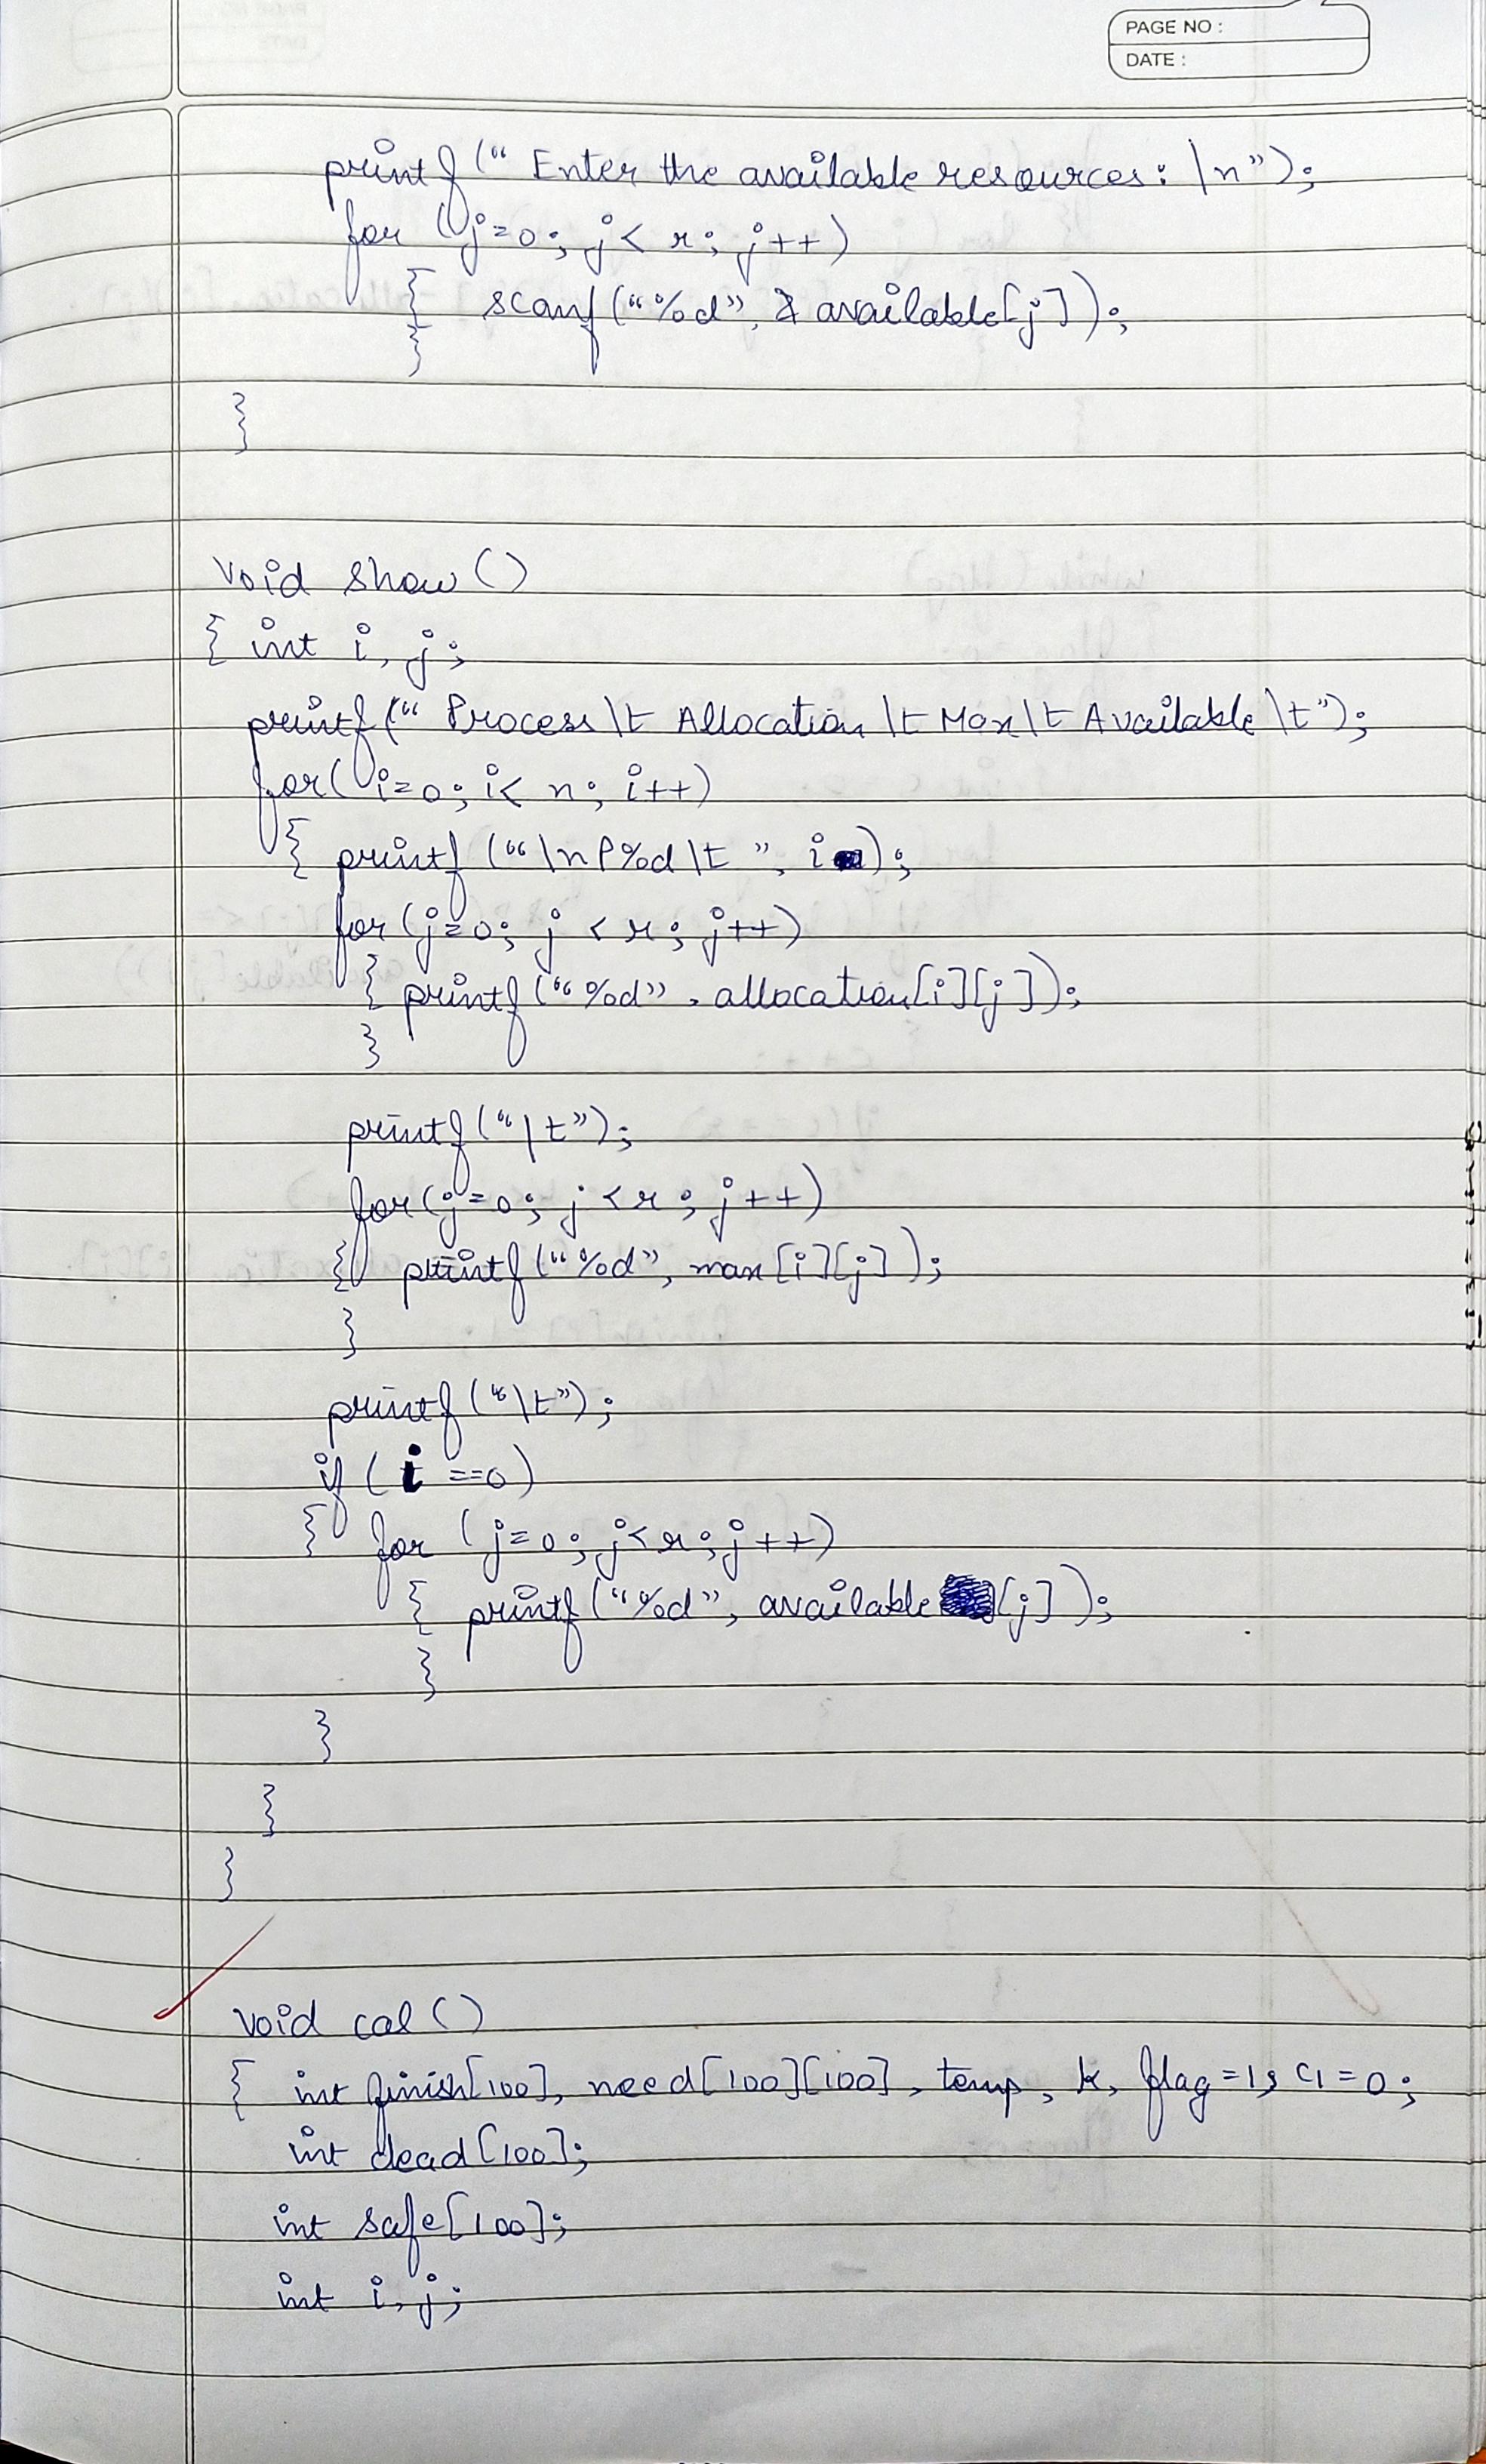 PAGE NO :
DATE :
printf (" Enter the available resources: \n");
for (j=0; j< r; j++)
{ scanf("%d", & available[j]);
}
}
void show()
{ int i, j;
printf(" Process \t Allocation \t Max \t Available \t");
for( i=0; i< n; i++)
{ printf ("\n P%d \t ", i);
for (j=0; j < r; j++)
{ printf ("%d", allocation[i][j]);
}
printf("\t");
for(j=0; j<r; j++)
{ printf("%d", max[i][j]);
}
printf("\t");
if ( i ==0)
{ for (j=0; j<r; j++)
{ printf("%d", available[j]);
}
}
}
}
void cal()
{ int finish[100], need[100][100], temp, k, flag=1, c1=0;
int dead[100];
int safe[100];
int i, j;